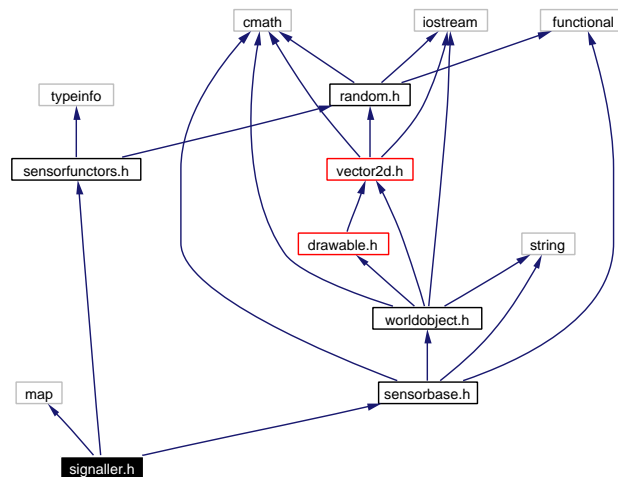 cmath
iostream
functional
typeinfo
random.h
sensorfunctors.h
vector2d.h
drawable.h
string
worldobject.h
map
sensorbase.h
signaller.h